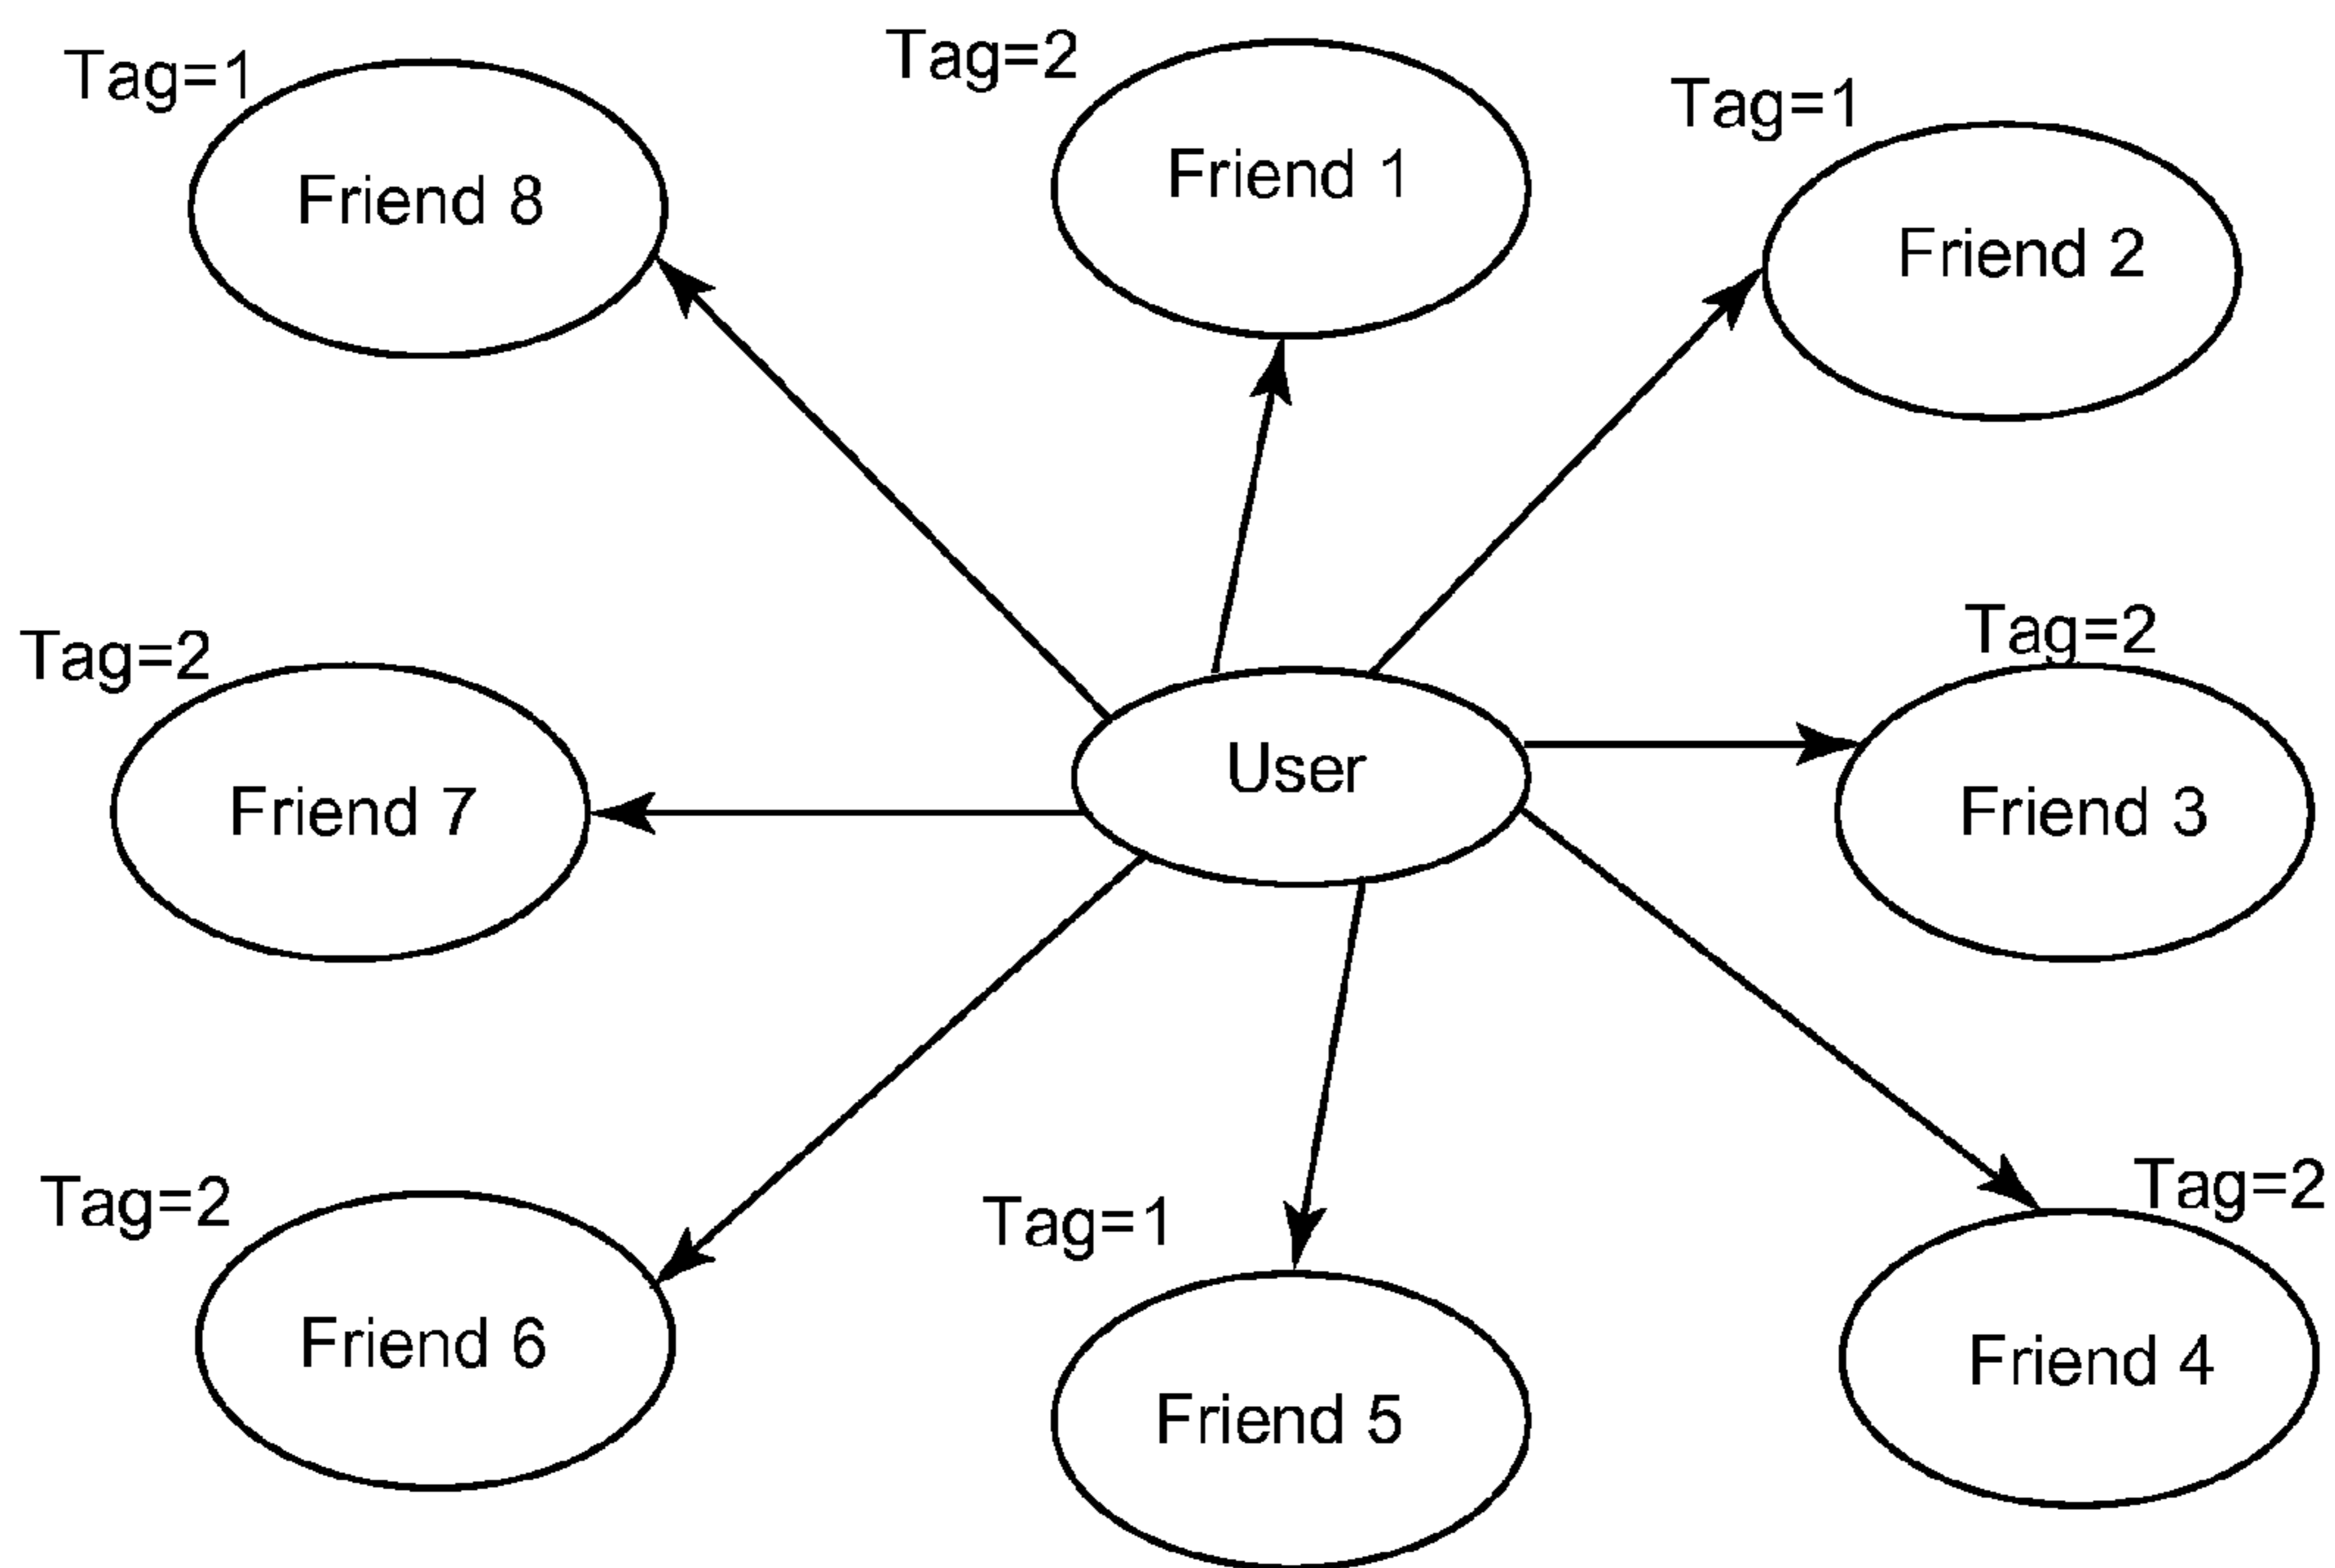 Tag=1
Friend 8
Tag=2
Friend 1
Tag=1
Friend 2
Tag=2
Friend 7
User
Tag=2
Friend 3
Tag=2
Friend 6
Tag=1
Friend 5
Tag=2
Friend 4